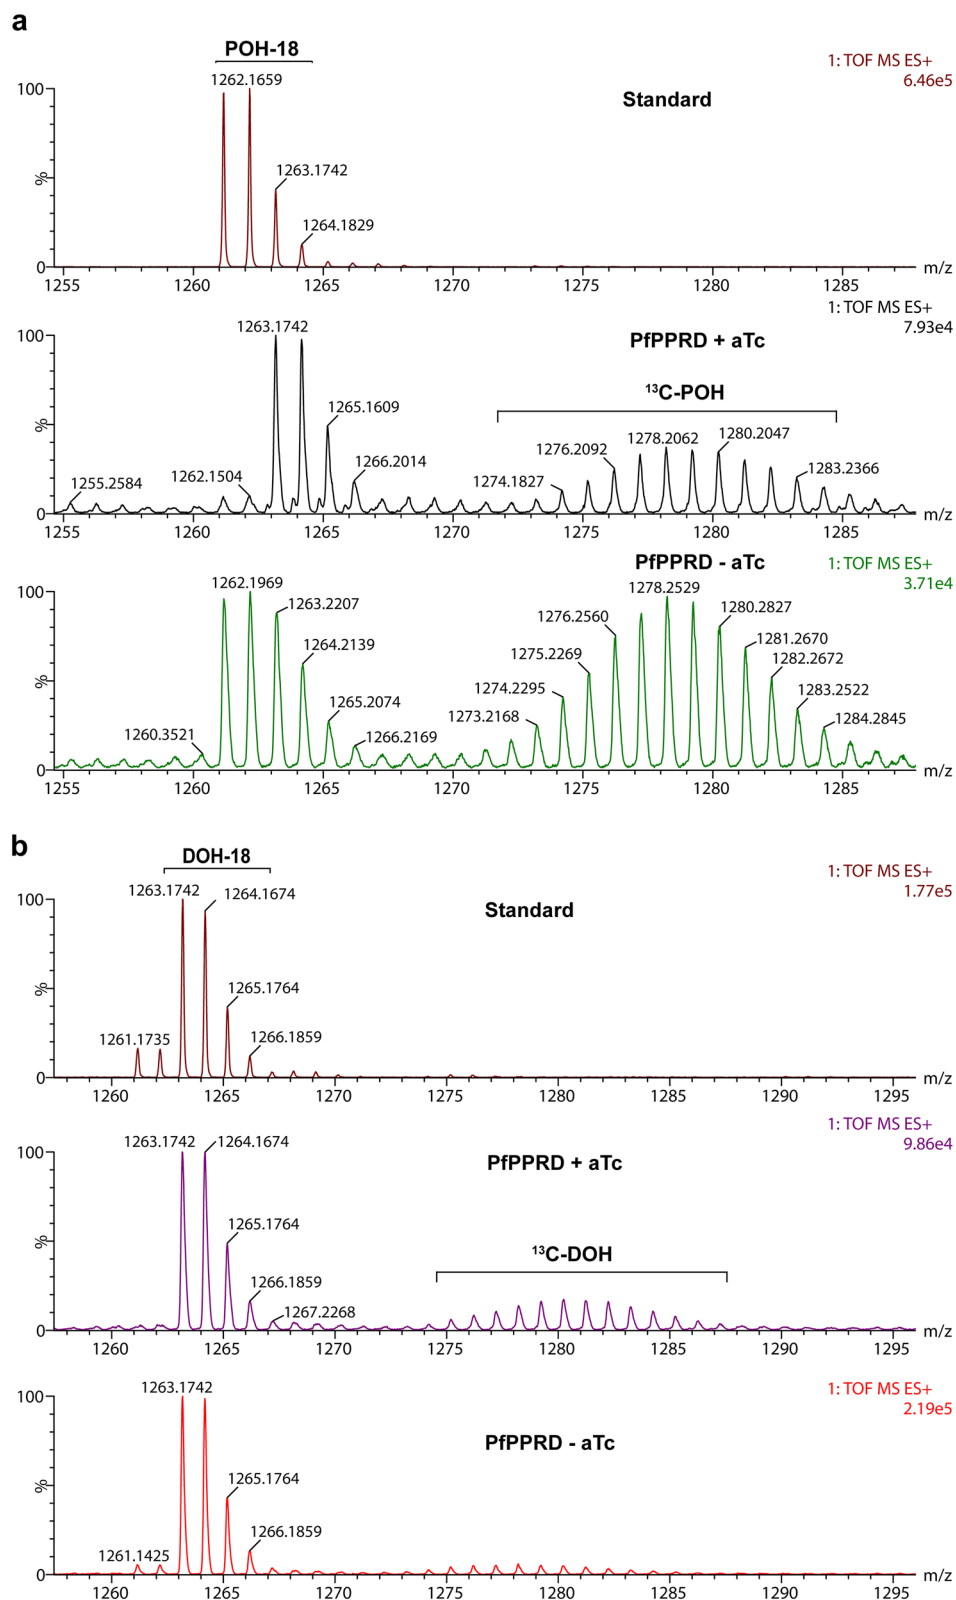 a
POH-18
1: TOF MS ES+
6.46e5
Standard
1262.1659
1263.1742
1264.1829
100
%
0
1255 1260 1265 1270 1275 1280 1285 m/z
1: TOF MS ES+
7.93e4
PfPPRD + aTc
¹³C-POH
1263.1742
1265.1609
1266.2014
1262.1504
1255.2584
1274.1827
1276.2092
1278.2062
1280.2047
1283.2366
100
%
0
1255 1260 1265 1270 1275 1280 1285 m/z
PfPPRD - aTc
1: TOF MS ES+
3.71e4
1262.1969
1263.2207
1264.2139
1265.2074
1266.2169
1260.3521
1273.2168
1274.2295
1275.2269
1276.2560
1278.2529
1280.2827
1281.2670
1282.2672
1283.2522
1284.2845
100
%
0
1255 1260 1265 1270 1275 1280 1285 m/z
b
DOH-18
1: TOF MS ES+
1.77e5
Standard
1263.1742
1264.1674
1265.1764
1266.1859
1261.1735
100
%
0
1260 1265 1270 1275 1280 1285 1290 1295 m/z
1: TOF MS ES+
9.86e4
PfPPRD + aTc
¹³C-DOH
1263.1742
1264.1674
1265.1764
1266.1859
1267.2268
100
%
0
1260 1265 1270 1275 1280 1285 1290 1295 m/z
1: TOF MS ES+
2.19e5
PfPPRD - aTc
1263.1742
1265.1764
1266.1859
1261.1425
100
%
0
1260 1265 1270 1275 1280 1285 1290 1295 m/z